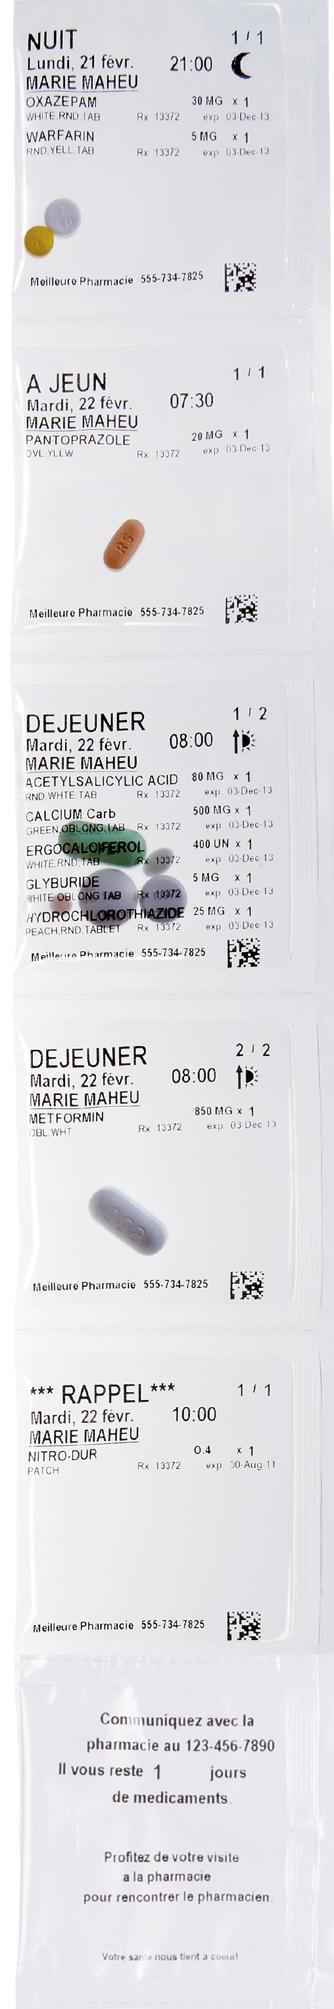 NUIT 1 / 1
Lundi, 21 févr. 21:00
MARIE MAHEU
OXAZEPAM 30 MG x 1
WHITE,RND,TAB Rx 13372 exp 03-Dec-13
WARFARIN 5 MG x 1
RND,YELL,TAB Rx 13372 exp 03-Dec-13
Meilleure Pharmacie 555-734-7825
A JEUN 1 / 1
Mardi, 22 févr. 07:30
MARIE MAHEU
PANTOPRAZOLE 20 MG x 1
OVL,YLLW Rx 13372 exp 03-Dec-13
Meilleure Pharmacie 555-734-7825
DEJEUNER 1 / 2
Mardi, 22 févr. 08:00
MARIE MAHEU
ACETYLSALICYLIC ACID 80 MG x 1
RND,WHTE,TAB Rx 13372 exp 03-Dec-13
CALCIUM Carb 500 MG x 1
GREEN,OBLONG,TAB Rx 13372 exp 03-Dec-13
ERGOCALCIFEROL 400 UN x 1
WHITE,RND,TAB Rx 13372 exp 03-Dec-13
GLYBURIDE 5 MG x 1
WHITE OBLONG TAB Rx 13372 exp 03-Dec-13
HYDROCHLOROTHIAZIDE 25 MG x 1
PEACH,RND,TABLET Rx 13372 exp 03-Dec-13
Meilleure Pharmacie 555-734-7825
DEJEUNER 2 / 2
Mardi, 22 févr. 08:00
MARIE MAHEU
METFORMIN 850 MG x 1
OBL,WHT Rx 13372 exp 03-Dec-13
850
Meilleure Pharmacie 555-734-7825
*** RAPPEL*** 1 / 1
Mardi, 22 févr. 10:00
MARIE MAHEU
NITRO-DUR 0.4 x 1
PATCH Rx 13372 exp 30-Aug-11
Meilleure Pharmacie 555-734-7825
Communiquez avec la
pharmacie au 123-456-7890
Il vous reste 1 jours
de medicaments.
Profitez de votre visite
a la pharmacie
pour rencontrer le pharmacien.
Votre sante nous tient a coeur!